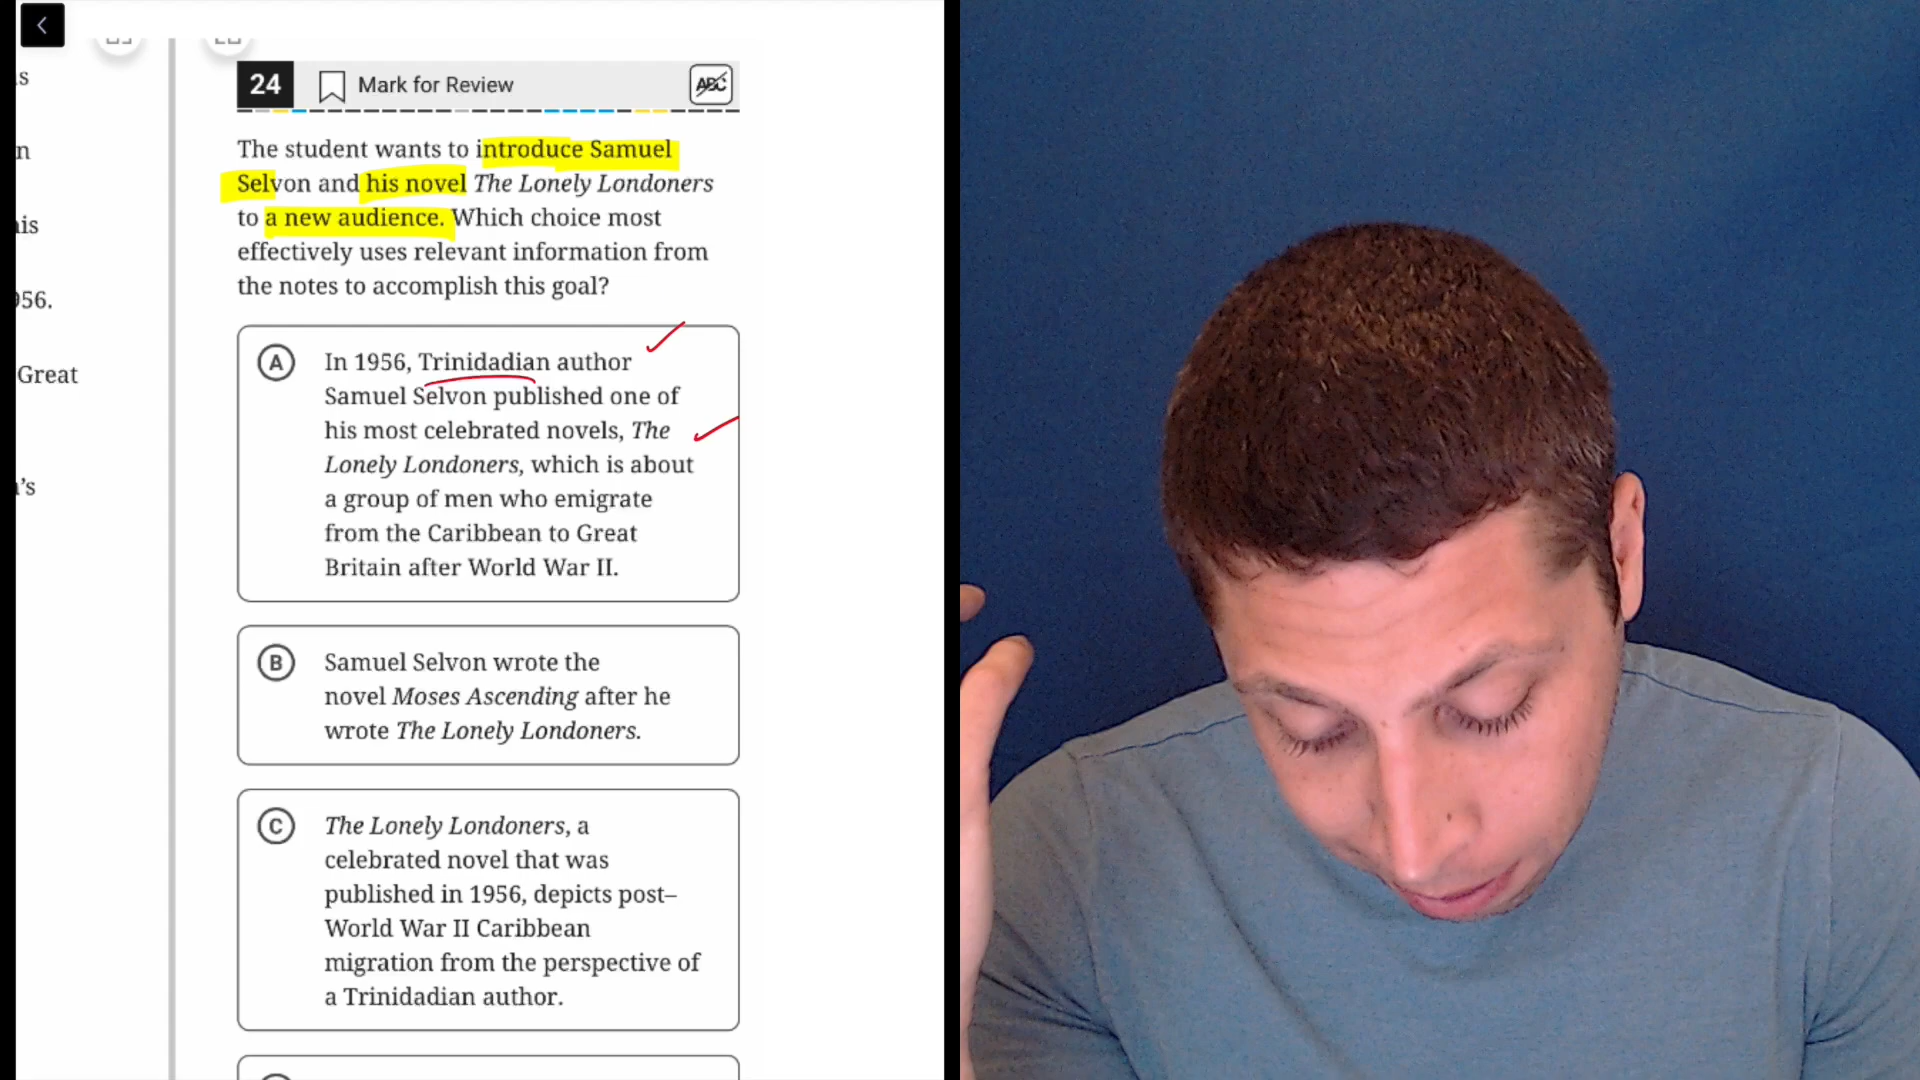 s
n
is
956.
Great
's
24
Mark for Review
ABC
The student wants to introduce Samuel
Selvon and his novel The Lonely Londoners
to a new audience. Which choice most
effectively uses relevant information from
the notes to accomplish this goal?
A
In 1956, Trinidadian author
Samuel Selvon published one of
his most celebrated novels, The
Lonely Londoners, which is about
a group of men who emigrate
from the Caribbean to Great
Britain after World War II.
B
Samuel Selvon wrote the
novel Moses Ascending after he
wrote The Lonely Londoners.
C
The Lonely Londoners, a
celebrated novel that was
published in 1956, depicts post–
World War II Caribbean
migration from the perspective of
a Trinidadian author.